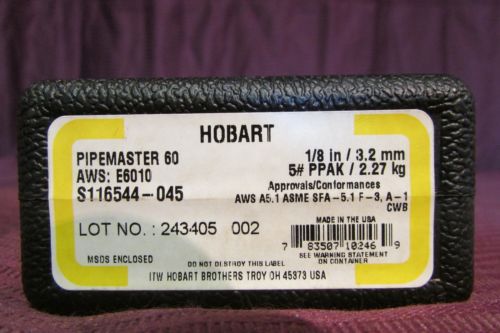 HOBART
PIPEMASTER 60
AWS: E6010
S116544-045
1/8 in / 3.2 mm
5# PPAK / 2.27 kg
Approvals/Conformances
AWS A5.1 ASME SFA-5.1 F-3, A-1
CWB
LOT NO.: 243405 002
MADE IN THE USA
7 83507 10246 9
SEE WARNING STATEMENT
ON CONTAINER
MSDS ENCLOSED
DO NOT DESTROY THIS LABEL
ITW HOBART BROTHERS TROY OH 45373 USA